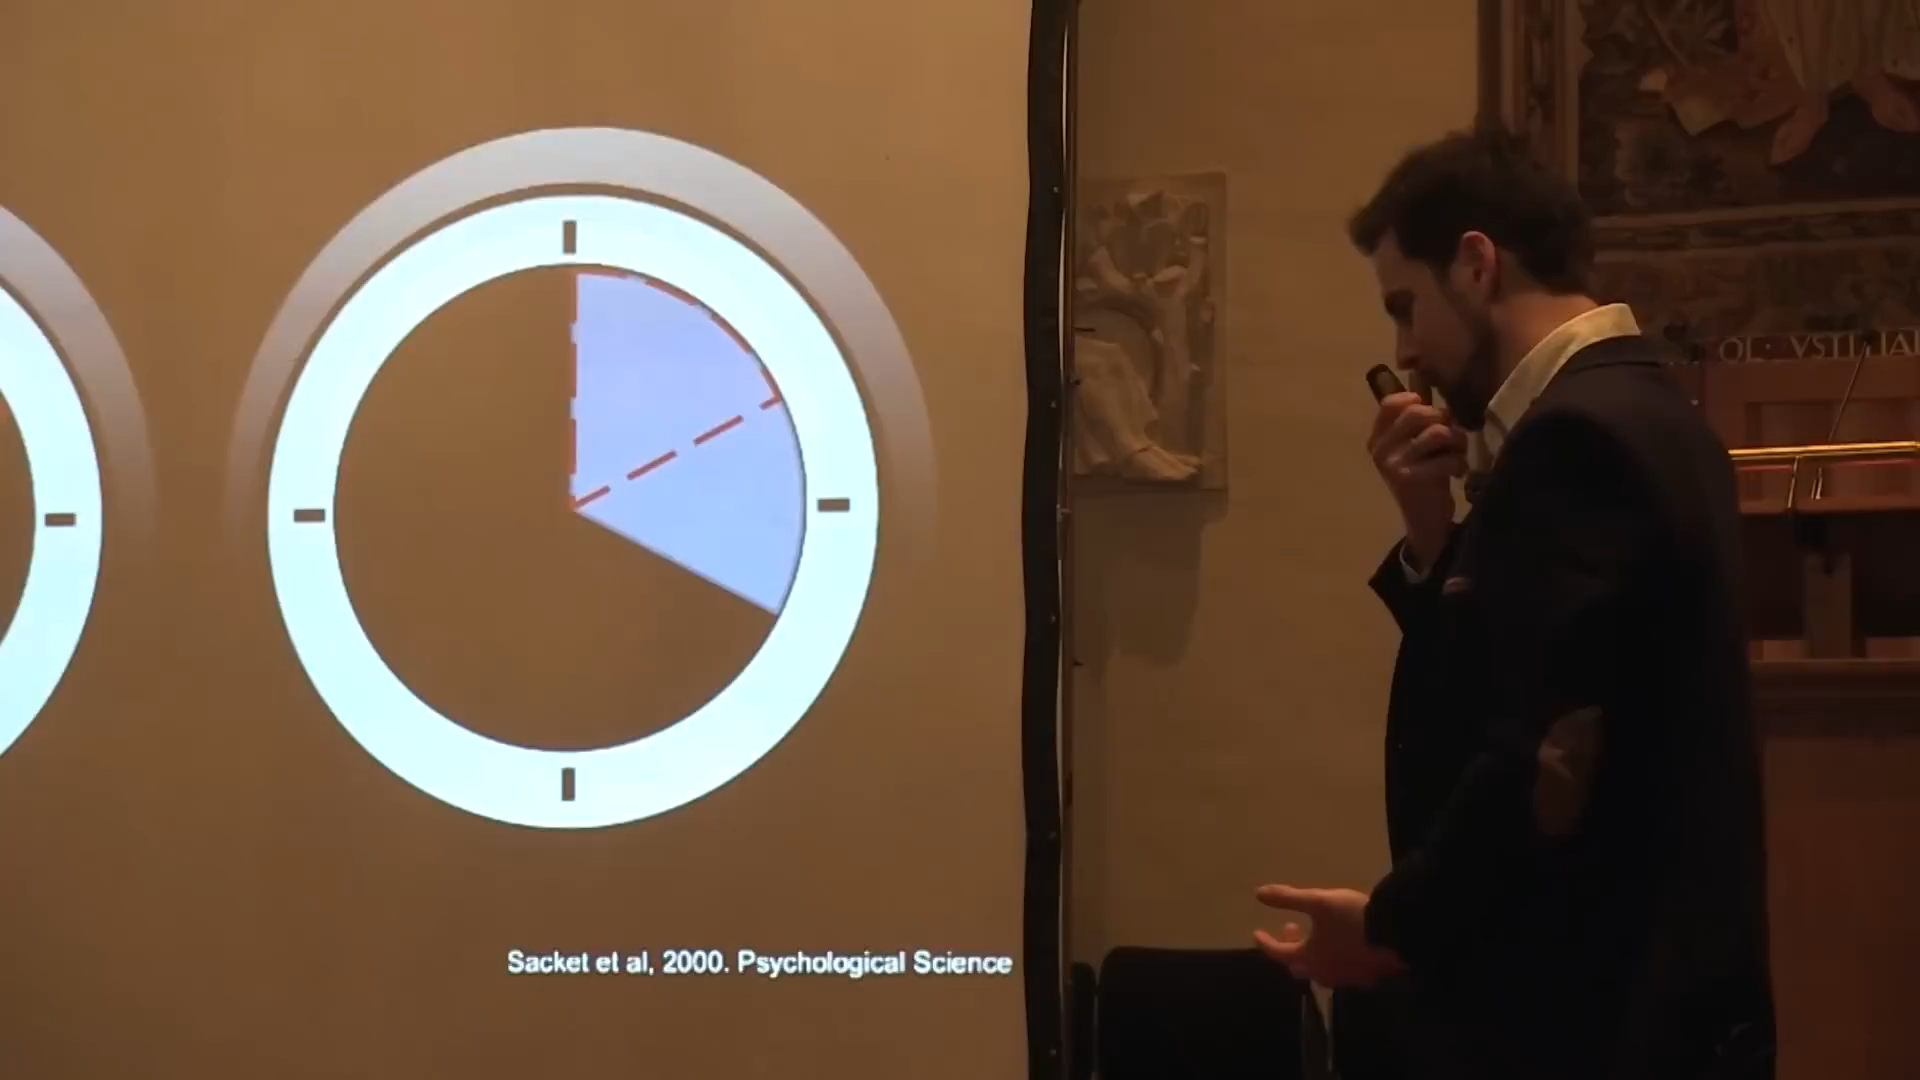 Sacket et al, 2000. Psychological Science